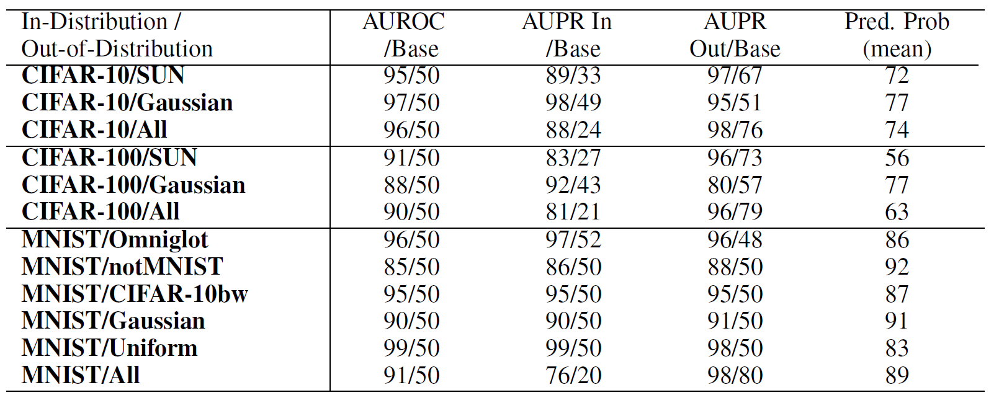 In-Distribution / AUROC AUPR In AUPR Pred. Prob
Out-of-Distribution /Base /Base Out/Base (mean)
CIFAR-10/SUN 95/50 89/33 97/67 72
CIFAR-10/Gaussian 97/50 98/49 95/51 77
CIFAR-10/All 96/50 88/24 98/76 74
CIFAR-100/SUN 91/50 83/27 96/73 56
CIFAR-100/Gaussian 88/50 92/43 80/57 77
CIFAR-100/All 90/50 81/21 96/79 63
MNIST/Omniglot 96/50 97/52 96/48 86
MNIST/notMNIST 85/50 86/50 88/50 92
MNIST/CIFAR-10bw 95/50 95/50 95/50 87
MNIST/Gaussian 90/50 90/50 91/50 91
MNIST/Uniform 99/50 99/50 98/50 83
MNIST/All 91/50 76/20 98/80 89